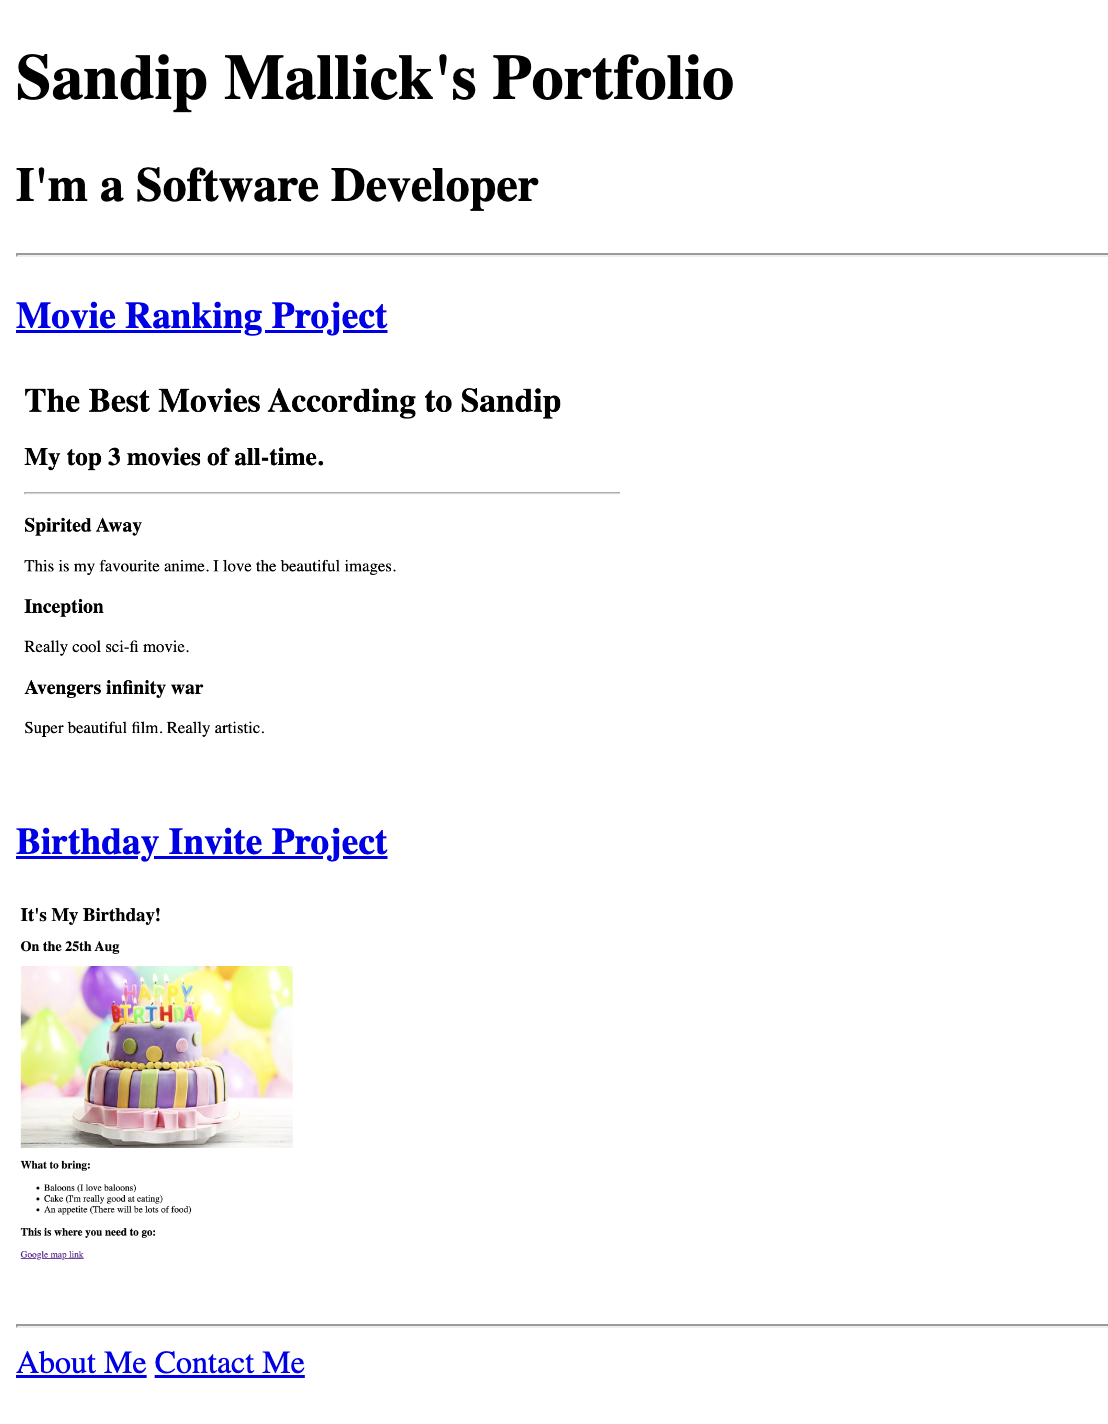 Sandip Mallick's Portfolio
I'm a Software Developer
Movie Ranking Project
The Best Movies According to Sandip
My top 3 movies of all-time.
Spirited Away
This is my favourite anime. I love the beautiful images.
Inception
Really cool sci-fi movie.
Avengers infinity war
Super beautiful film. Really artistic.
Birthday Invite Project
It's My Birthday!
On the 25th Aug
HAPPY
BIRTHDAY
What to bring:
• Baloons (I love baloons)
• Cake (I'm really good at eating)
• An appetite (There will be lots of food)
This is where you need to go:
Google map link
About Me Contact Me